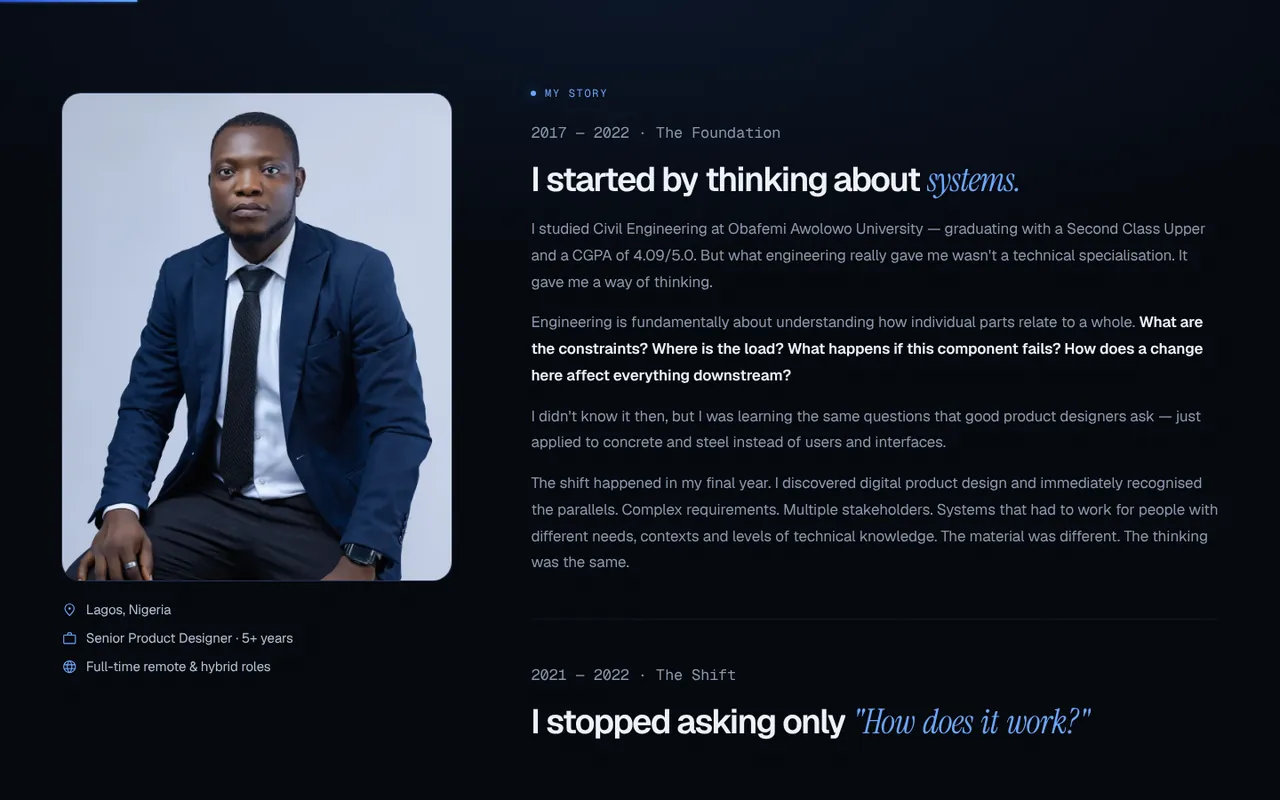 MY STORY
2017 — 2022 · The Foundation
I started by thinking about systems.
I studied Civil Engineering at Obafemi Awolowo University — graduating with a Second Class Upper
and a CGPA of 4.09/5.0. But what engineering really gave me wasn't a technical specialisation. It
gave me a way of thinking.
Engineering is fundamentally about understanding how individual parts relate to a whole. What are
the constraints? Where is the load? What happens if this component fails? How does a change
here affect everything downstream?
I didn't know it then, but I was learning the same questions that good product designers ask — just
applied to concrete and steel instead of users and interfaces.
The shift happened in my final year. I discovered digital product design and immediately recognised
the parallels. Complex requirements. Multiple stakeholders. Systems that had to work for people with
different needs, contexts and levels of technical knowledge. The material was different. The thinking
was the same.
Lagos, Nigeria
Senior Product Designer · 5+ years
Full-time remote & hybrid roles
2021 — 2022 · The Shift
I stopped asking only "How does it work?"